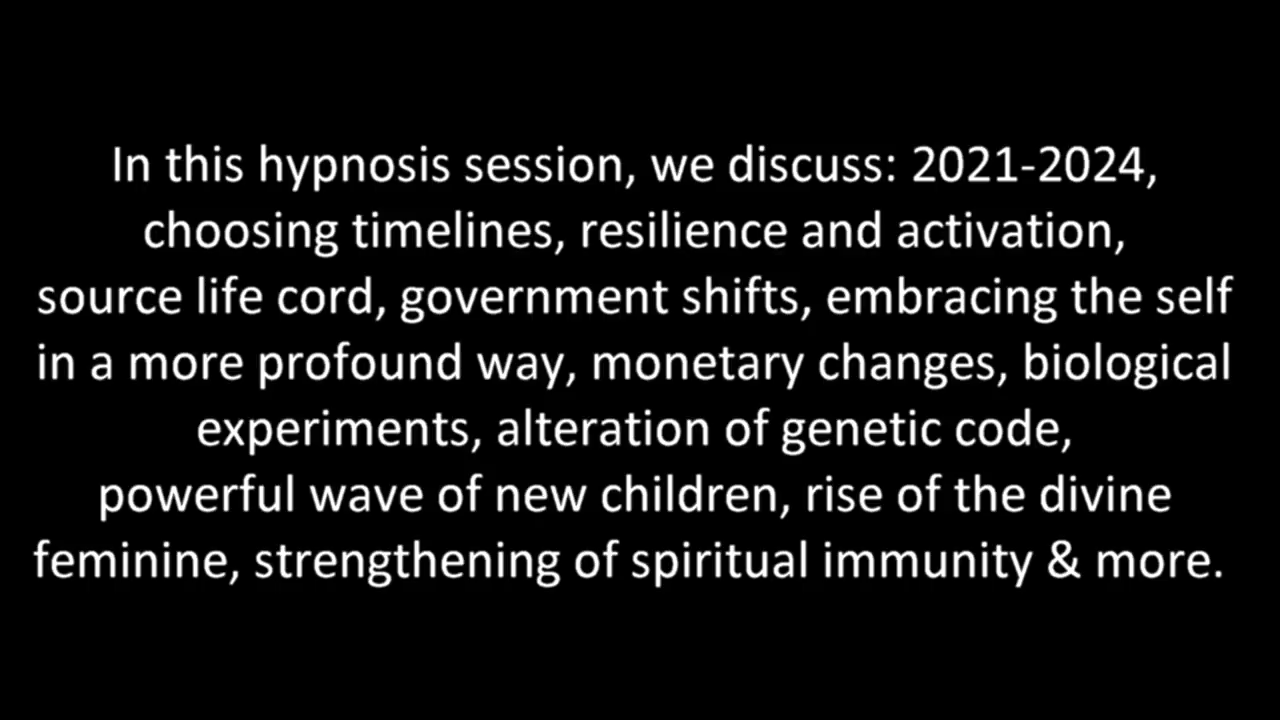 In this hypnosis session, we discuss: 2021-2024,
choosing timelines, resilience and activation,
source life cord, government shifts, embracing the self
in a more profound way, monetary changes, biological
experiments, alteration of genetic code,
powerful wave of new children, rise of the divine
feminine, strengthening of spiritual immunity & more.